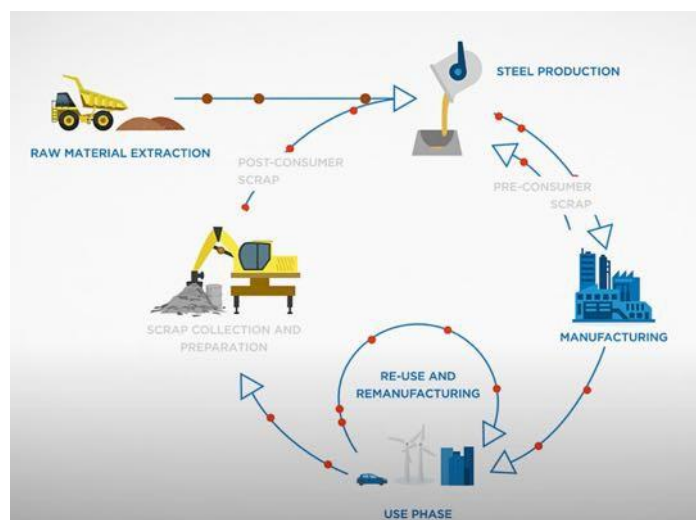 STEEL PRODUCTION
RAW MATERIAL EXTRACTION
POST-CONSUMER
SCRAP
PRE-CONSUMER
SCRAP
SCRAP COLLECTION AND
PREPARATION
MANUFACTURING
RE-USE AND
REMANUFACTURING
USE PHASE